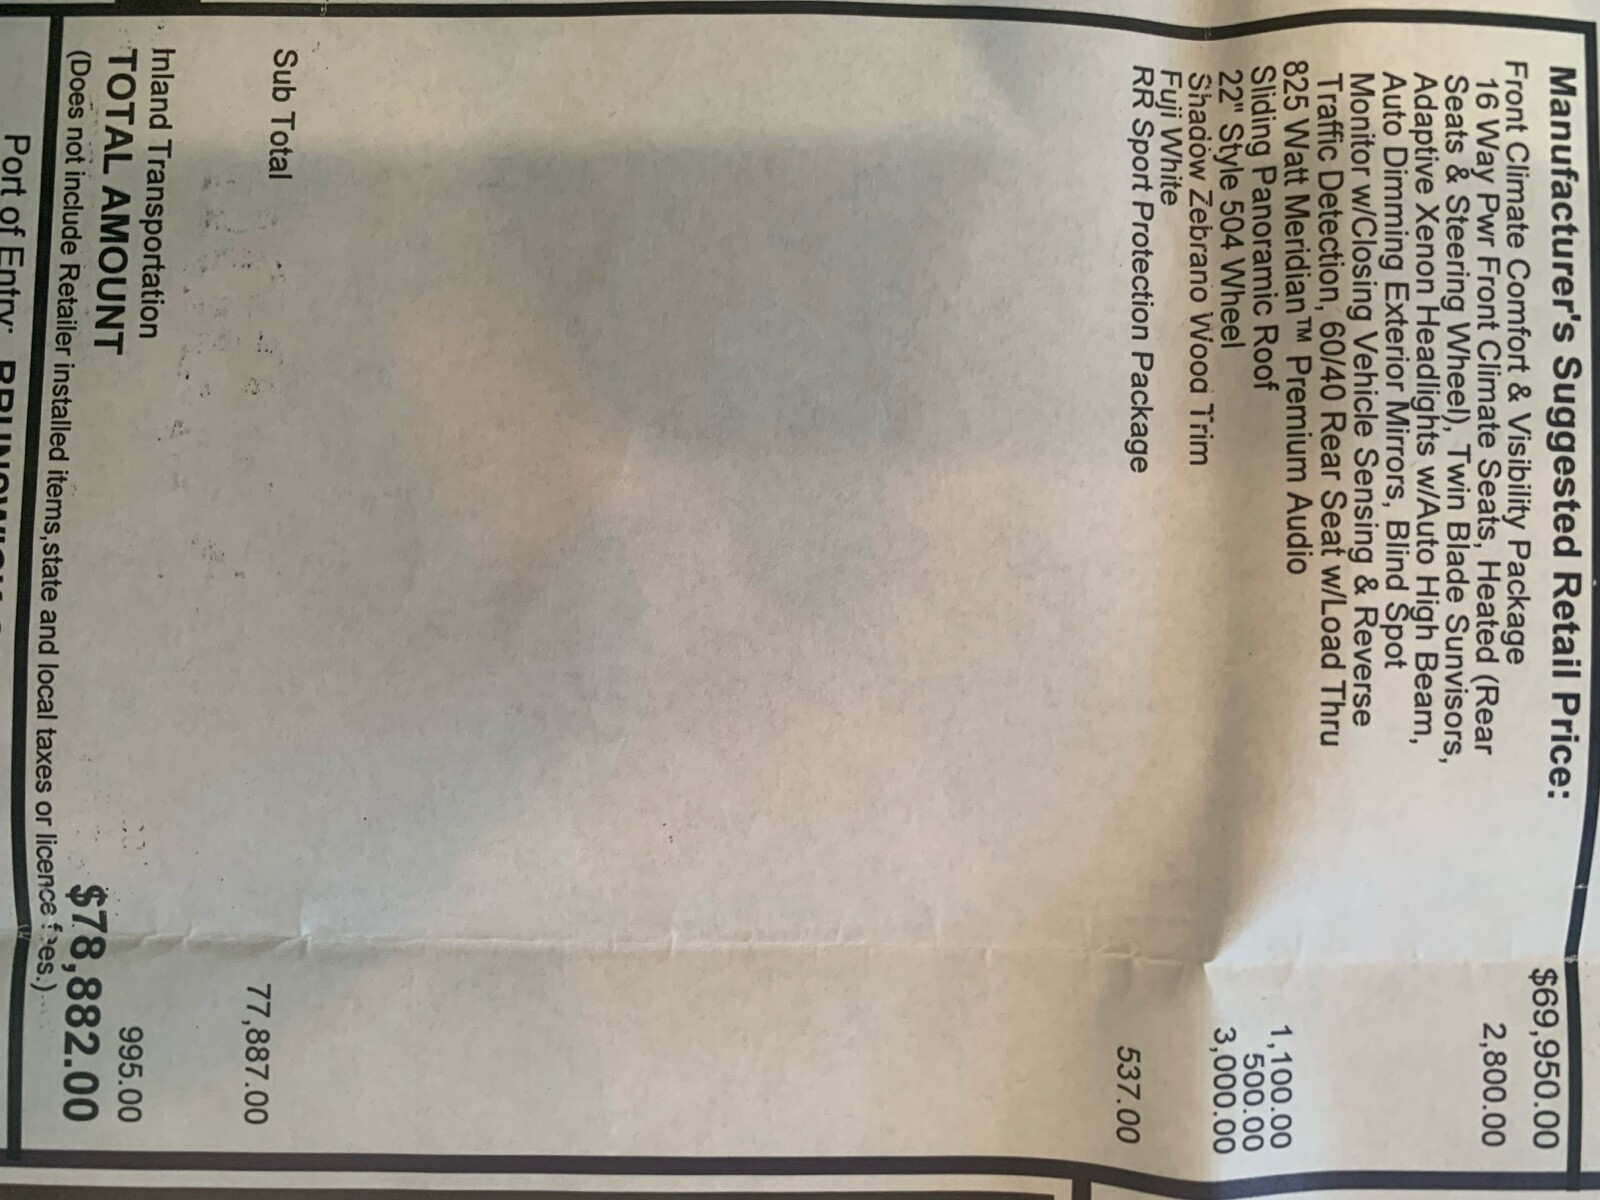 Manufacturer's Suggested Retail Price: $69,950.00
Front Climate Comfort & Visibility Package 2,800.00
16 Way Pwr Front Climate Seats, Heated (Rear
Seats & Steering Wheel), Twin Blade Sunvisors,
Adaptive Xenon Headlights w/Auto High Beam,
Auto Dimming Exterior Mirrors, Blind Spot
Monitor w/Closing Vehicle Sensing & Reverse
Traffic Detection, 60/40 Rear Seat w/Load Thru
825 Watt Meridian™ Premium Audio 1,100.00
Sliding Panoramic Roof 500.00
22" Style 504 Wheel 3,000.00
Shadow Zebrano Wood Trim
Fuji White
RR Sport Protection Package 537.00
Sub Total 77,887.00
Inland Transportation 995.00
TOTAL AMOUNT $78,882.00
(Does not include Retailer installed items,state and local taxes or licence fees.)
Port of Entry: